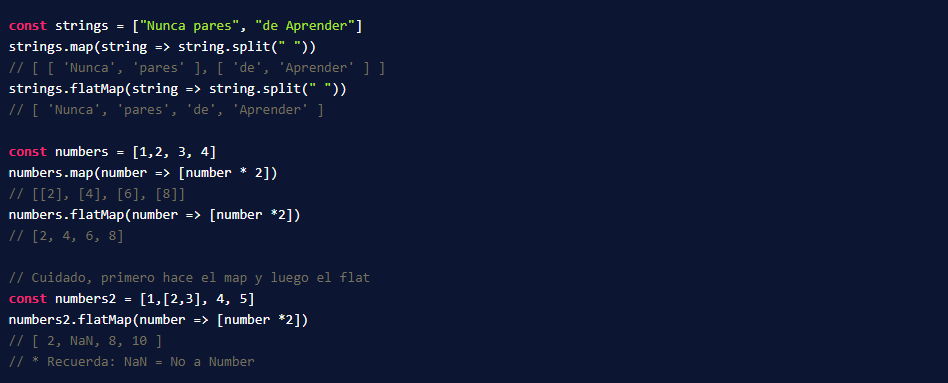 const strings = ["Nunca pares", "de Aprender"]
strings.map(string => string.split(" "))
// [ [ 'Nunca', 'pares' ], [ 'de', 'Aprender' ] ]
strings.flatMap(string => string.split(" "))
// [ 'Nunca', 'pares', 'de', 'Aprender' ]
const numbers = [1,2, 3, 4]
numbers.map(number => [number * 2])
// [[2], [4], [6], [8]]
numbers.flatMap(number => [number *2])
// [2, 4, 6, 8]
// Cuidado, primero hace el map y luego el flat
const numbers2 = [1,[2,3], 4, 5]
numbers2.flatMap(number => [number *2])
// [ 2, NaN, 8, 10 ]
// * Recuerda: NaN = No a Number